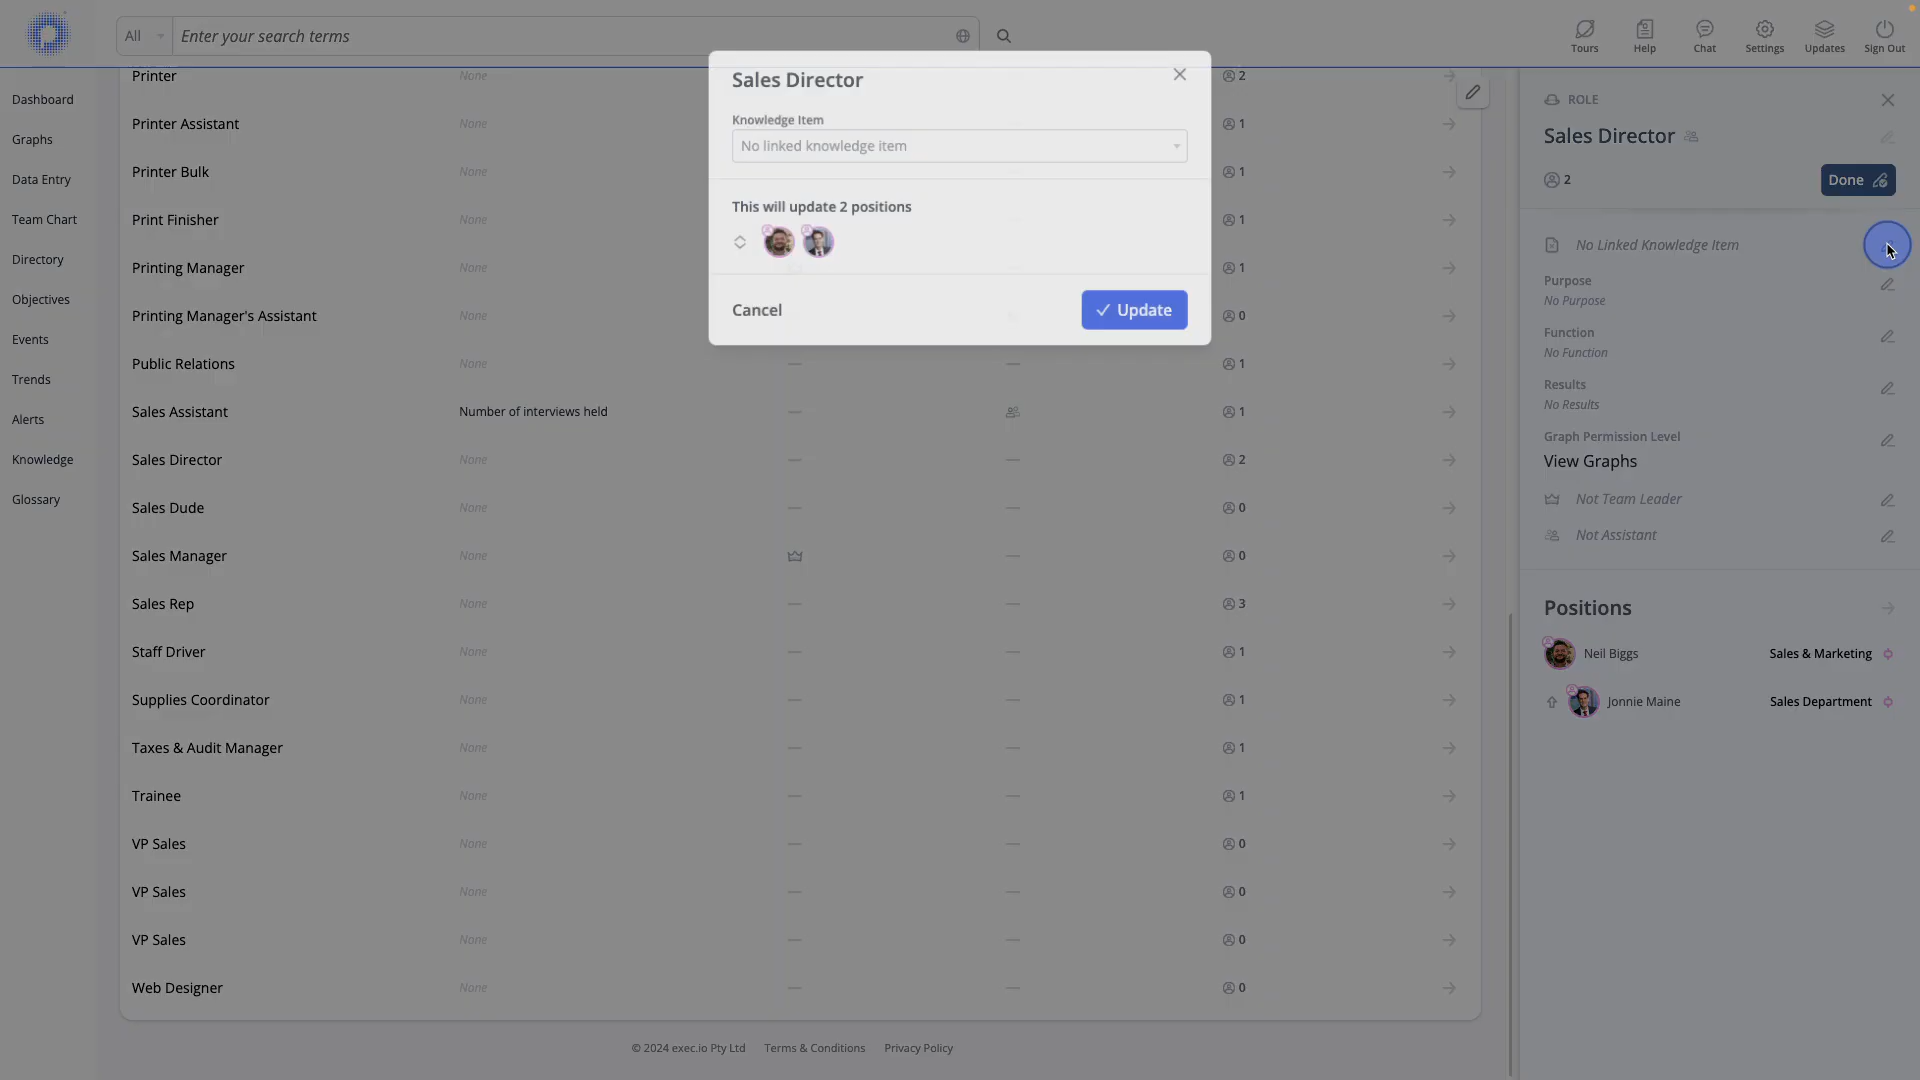 All
Enter your search terms
Tours
Help
Chat
Settings
Updates
Sign Out
Dashboard
Graphs
Data Entry
Team Chart
Directory
Objectives
Events
Trends
Alerts
Knowledge
Glossary
Printer None 2
Printer Assistant None 1
Printer Bulk None 1
Print Finisher None 1
Printing Manager None 1
Printing Manager's Assistant None 0
Public Relations None 1
Sales Assistant Number of interviews held 1
Sales Director None 2
Sales Dude None 0
Sales Manager None 0
Sales Rep None 3
Staff Driver None 1
Supplies Coordinator None 1
Taxes & Audit Manager None 1
Trainee None 1
VP Sales None 0
VP Sales None 0
VP Sales None 0
Web Designer None 0
© 2024 exec.io Pty Ltd Terms & Conditions Privacy Policy
Sales Director
Knowledge Item
No linked knowledge item
This will update 2 positions
Cancel
Update
ROLE
Sales Director
2
Done
No Linked Knowledge Item
Purpose
No Purpose
Function
No Function
Results
No Results
Graph Permission Level
View Graphs
Not Team Leader
Not Assistant
Positions
Neil Biggs Sales & Marketing
Jonnie Maine Sales Department